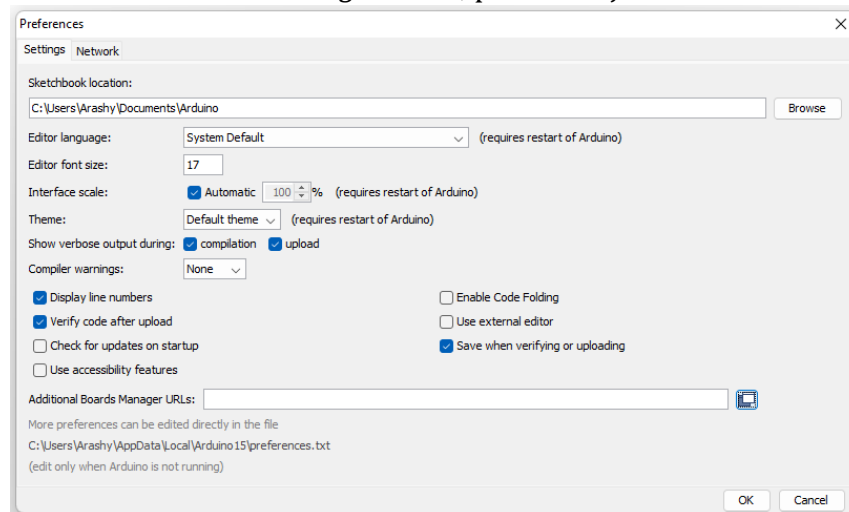 Preferences
Settings Network
Sketchbook location:
C:\Users\Arashy\Documents\Arduino Browse
Editor language: System Default (requires restart of Arduino)
Editor font size: 17
Interface scale: Automatic 100 % (requires restart of Arduino)
Theme: Default theme (requires restart of Arduino)
Show verbose output during: compilation upload
Compiler warnings: None
Display line numbers Enable Code Folding
Verify code after upload Use external editor
Check for updates on startup Save when verifying or uploading
Use accessibility features
Additional Boards Manager URLs:
More preferences can be edited directly in the file
C:\Users\Arashy\AppData\Local\Arduino15\preferences.txt
(edit only when Arduino is not running)
OK Cancel